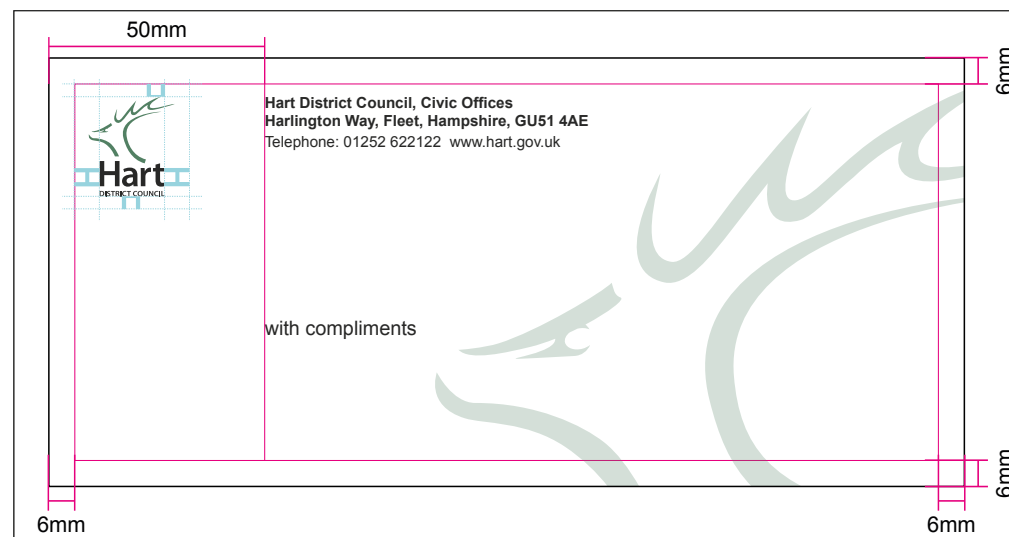 50mm
6mm
Hart District Council, Civic Offices
Harlington Way, Fleet, Hampshire, GU51 4AE
Telephone: 01252 622122 www.hart.gov.uk
Hart
DISTRICT COUNCIL
with compliments
6mm
6mm
6mm